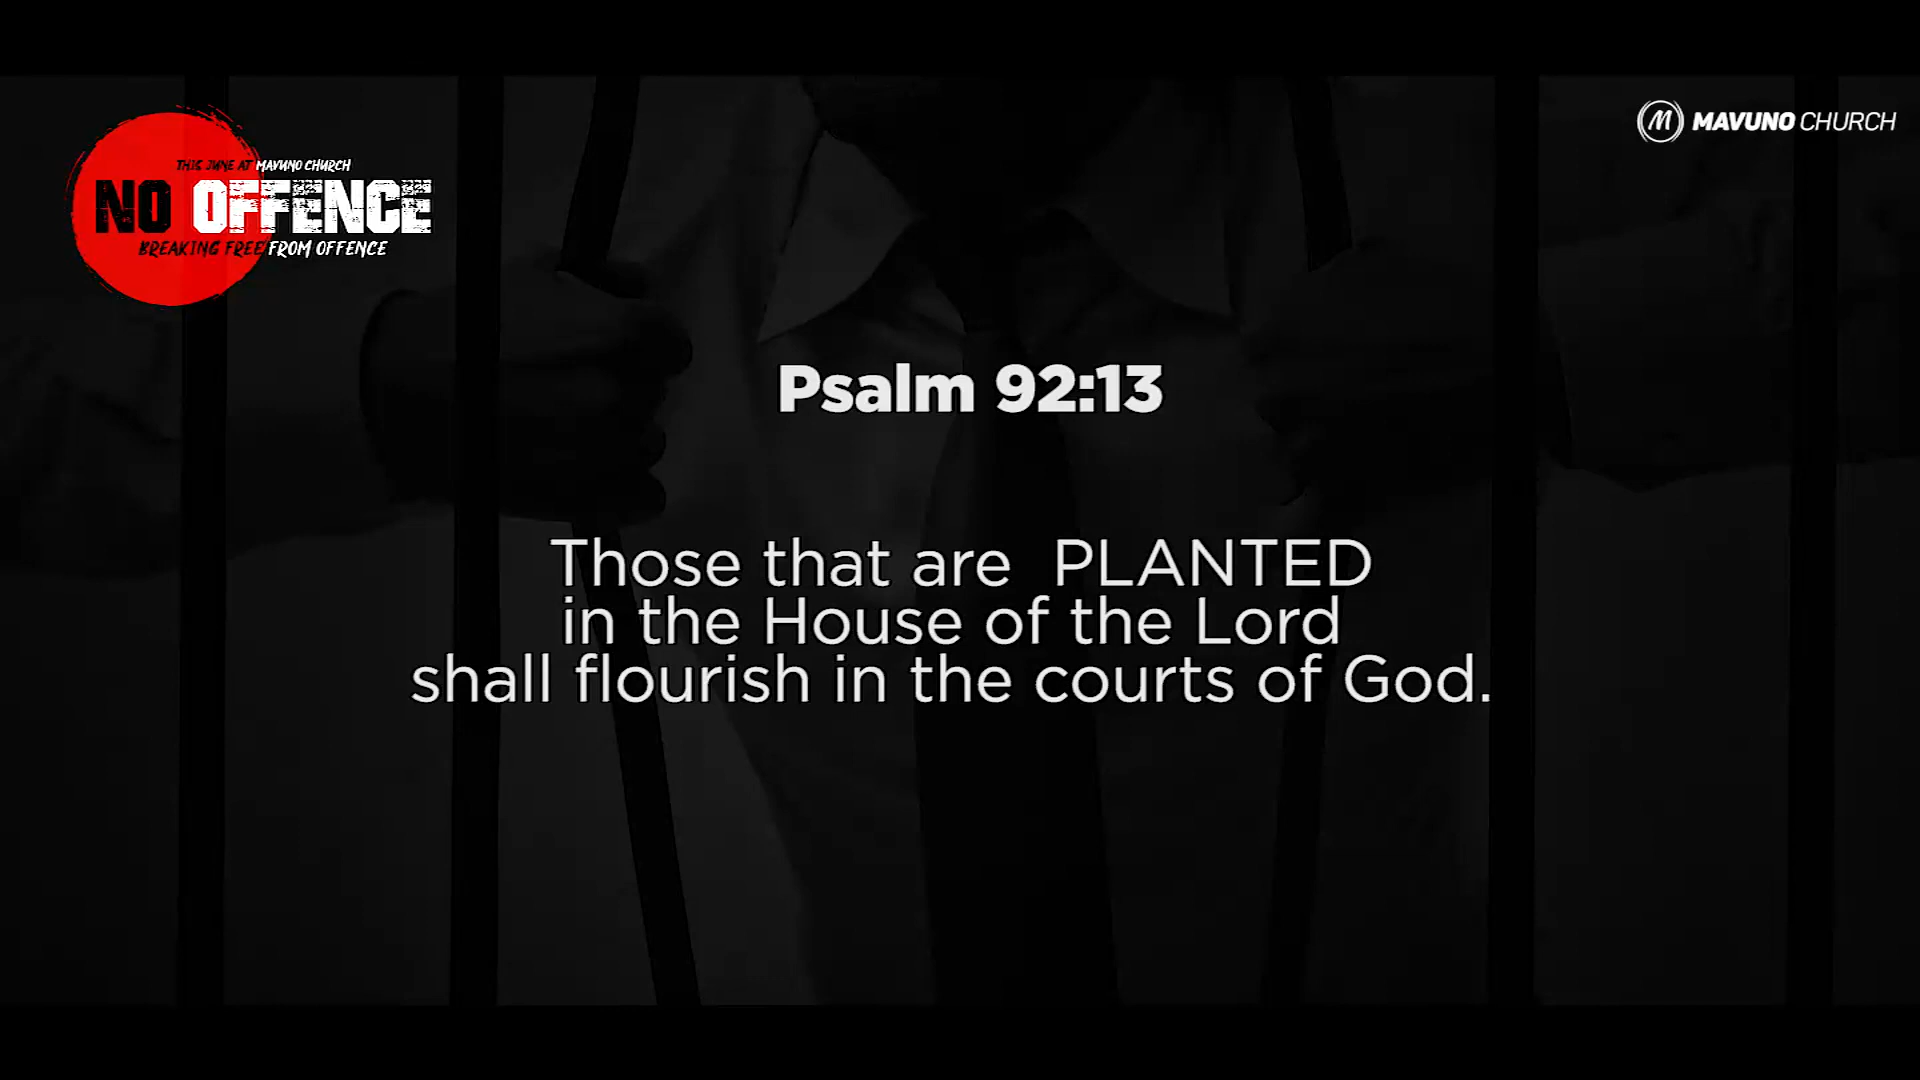 THIS JUNE AT MAVUNO CHURCH
NO OFFENCE
BREAKING FREE FROM OFFENCE
M MAVUNO CHURCH
Psalm 92:13
Those that are PLANTED
in the House of the Lord
shall flourish in the courts of God.